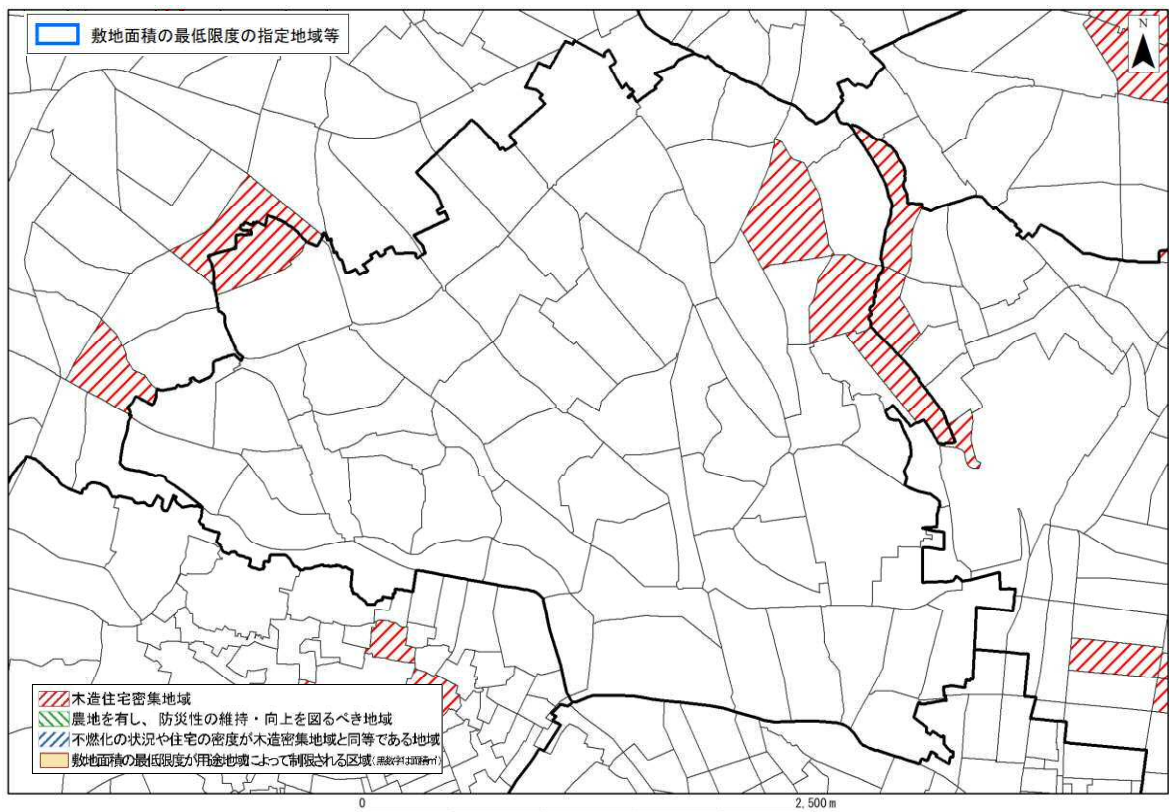 敷地面積の最低限度の指定地域等
N
木造住宅密集地域
農地を有し、防災性の維持・向上を図るべき地域
不燃化の状況や住宅の密度が木造密集地域と同等である地域
敷地面積の最低限度が用途地域によって制限される区域
0 2,500m